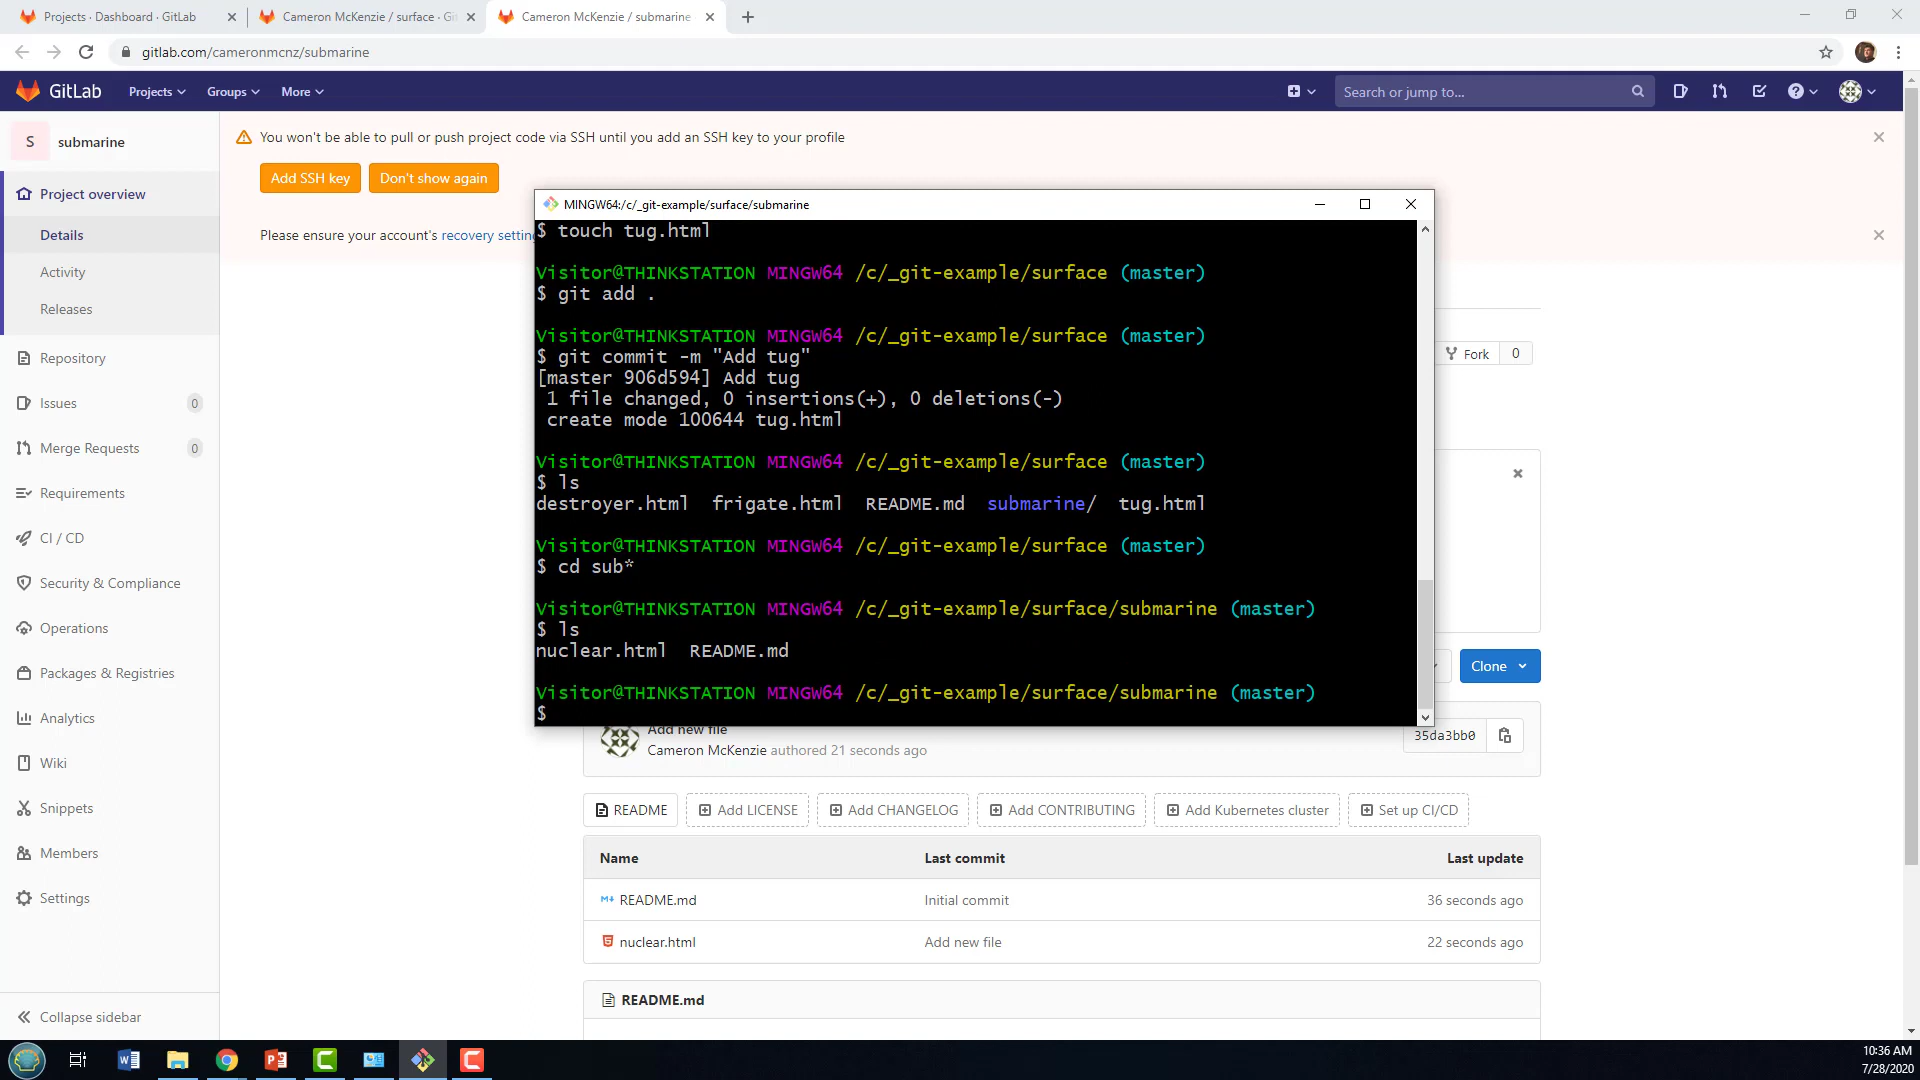 Projects · Dashboard · GitLab
Cameron McKenzie / surface · Gi
Cameron McKenzie / submarine
gitlab.com/cameronmcnz/submarine
GitLab Projects Groups More Search or jump to...
S submarine
You won't be able to pull or push project code via SSH until you add an SSH key to your profile
Add SSH key Don't show again
Please ensure your account's recovery setting
Project overview
Details
Activity
Releases
Repository
Issues 0
Merge Requests 0
Requirements
CI / CD
Security & Compliance
Operations
Packages & Registries
Analytics
Wiki
Snippets
Members
Settings
Collapse sidebar
MINGW64:/c/_git-example/surface/submarine
$ touch tug.html
Visitor@THINKSTATION MINGW64 /c/_git-example/surface (master)
$ git add .
Visitor@THINKSTATION MINGW64 /c/_git-example/surface (master)
$ git commit -m "Add tug"
[master 906d594] Add tug
1 file changed, 0 insertions(+), 0 deletions(-)
create mode 100644 tug.html
Visitor@THINKSTATION MINGW64 /c/_git-example/surface (master)
$ ls
destroyer.html frigate.html README.md submarine/ tug.html
Visitor@THINKSTATION MINGW64 /c/_git-example/surface (master)
$ cd sub*
Visitor@THINKSTATION MINGW64 /c/_git-example/surface/submarine (master)
$ ls
nuclear.html README.md
Visitor@THINKSTATION MINGW64 /c/_git-example/surface/submarine (master)
$
Fork 0
Clone
Add new file
Cameron McKenzie authored 21 seconds ago
35da3bb0
README Add LICENSE Add CHANGELOG Add CONTRIBUTING Add Kubernetes cluster Set up CI/CD
Name Last commit Last update
README.md Initial commit 36 seconds ago
nuclear.html Add new file 22 seconds ago
README.md
10:36 AM
7/28/2020